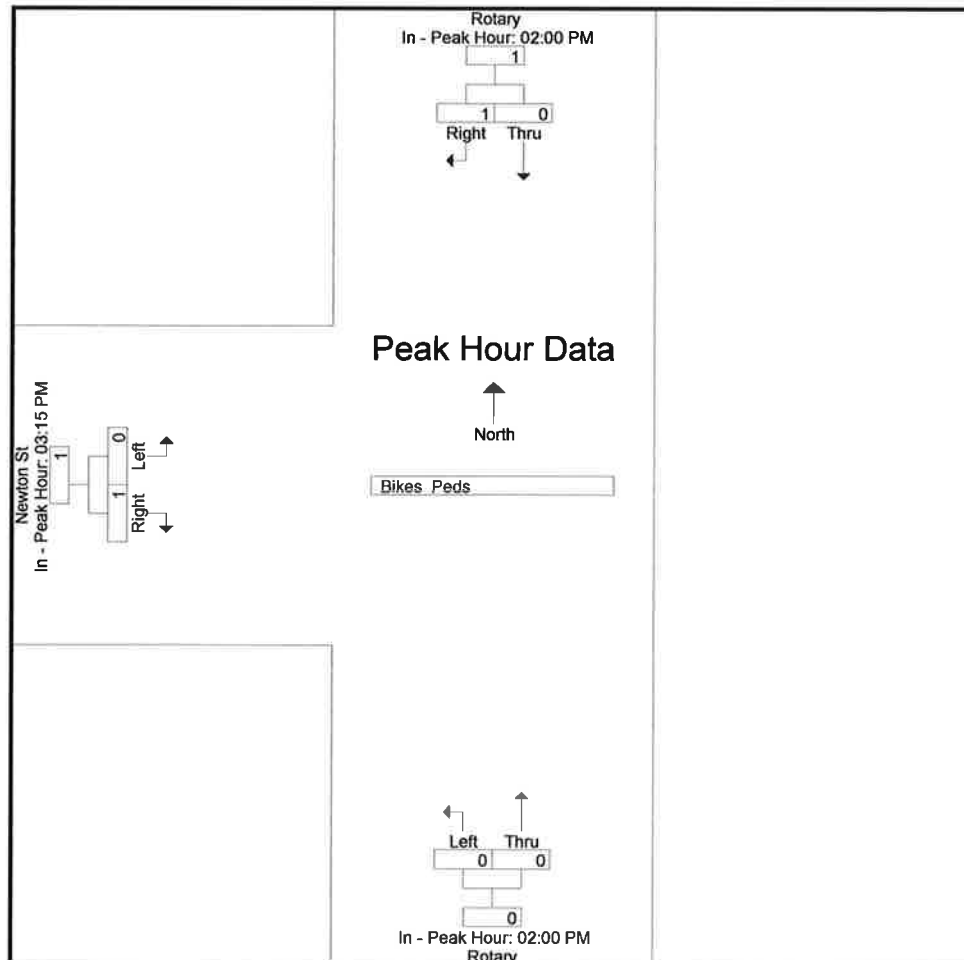 Rotary
In - Peak Hour: 02:00 PM
1
1 0
Right Thru
Peak Hour Data
North
Newton St
In - Peak Hour: 03:15 PM
1
0
1
Left
Right
Bikes Peds
Left Thru
0 0
0
In - Peak Hour: 02:00 PM
Rotary